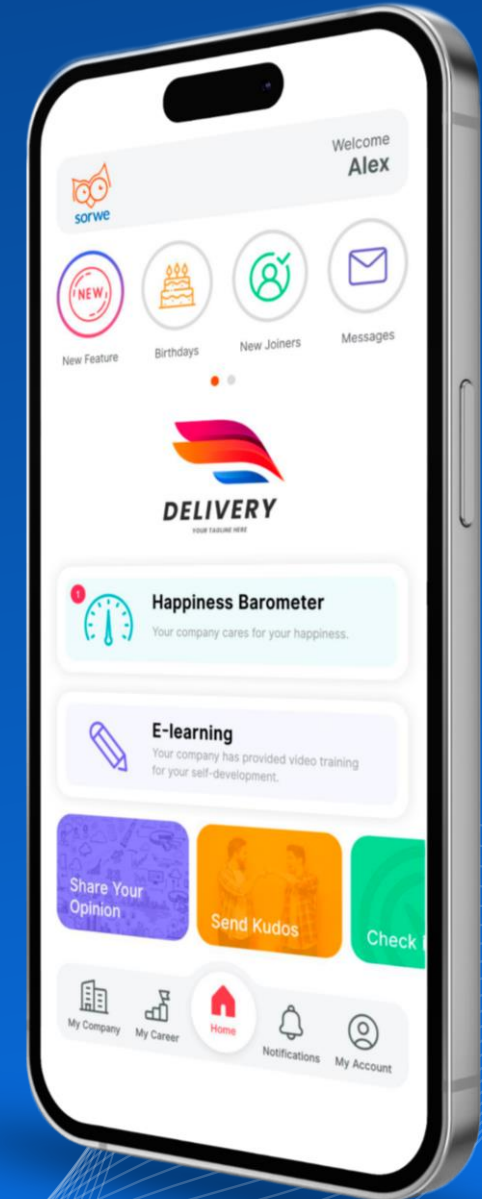 Welcome
Alex
sorwe
NEW
New Feature
Birthdays
New Joiners
Messages
DELIVERY
YOUR TAGLINE HERE
1
Happiness Barometer
Your company cares for your happiness.
E-learning
Your company has provided video training
for your self-development.
Share Your
Opinion
Send Kudos
Check
My Company
My Career
Home
Notifications
My Account